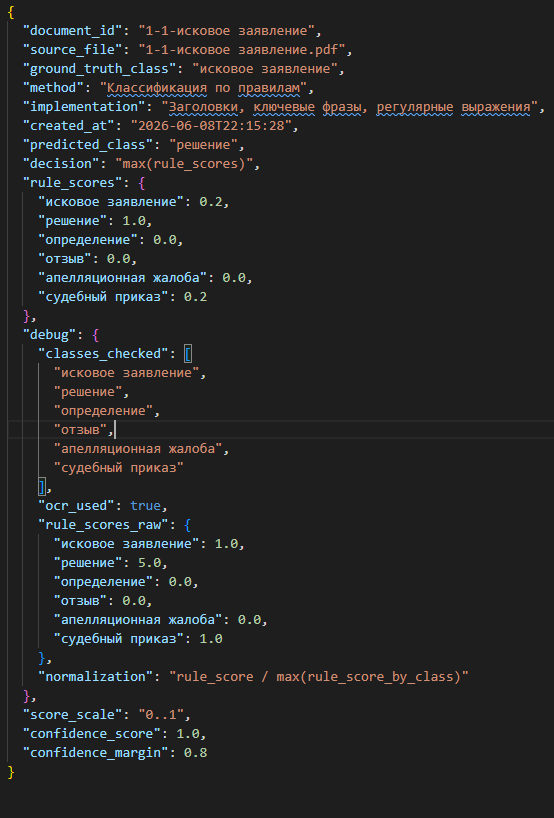 {
"document_id": "1-1-исковое заявление",
"source_file": "1-1-исковое заявление.pdf",
"ground_truth_class": "исковое заявление",
"method": "Классификация по правилам",
"implementation": "Заголовки, ключевые фразы, регулярные выражения",
"created_at": "2026-06-08T22:15:28",
"predicted_class": "решение",
"decision": "max(rule_scores)",
"rule_scores": {
"исковое заявление": 0.2,
"решение": 1.0,
"определение": 0.0,
"отзыв": 0.0,
"апелляционная жалоба": 0.0,
"судебный приказ": 0.2
},
"debug": {
"classes_checked": [
"исковое заявление",
"решение",
"определение",
"отзыв",
"апелляционная жалоба",
"судебный приказ"
],
"ocr_used": true,
"rule_scores_raw": {
"исковое заявление": 1.0,
"решение": 5.0,
"определение": 0.0,
"отзыв": 0.0,
"апелляционная жалоба": 0.0,
"судебный приказ": 1.0
},
"normalization": "rule_score / max(rule_score_by_class)"
},
"score_scale": "0..1",
"confidence_score": 1.0,
"confidence_margin": 0.8
}